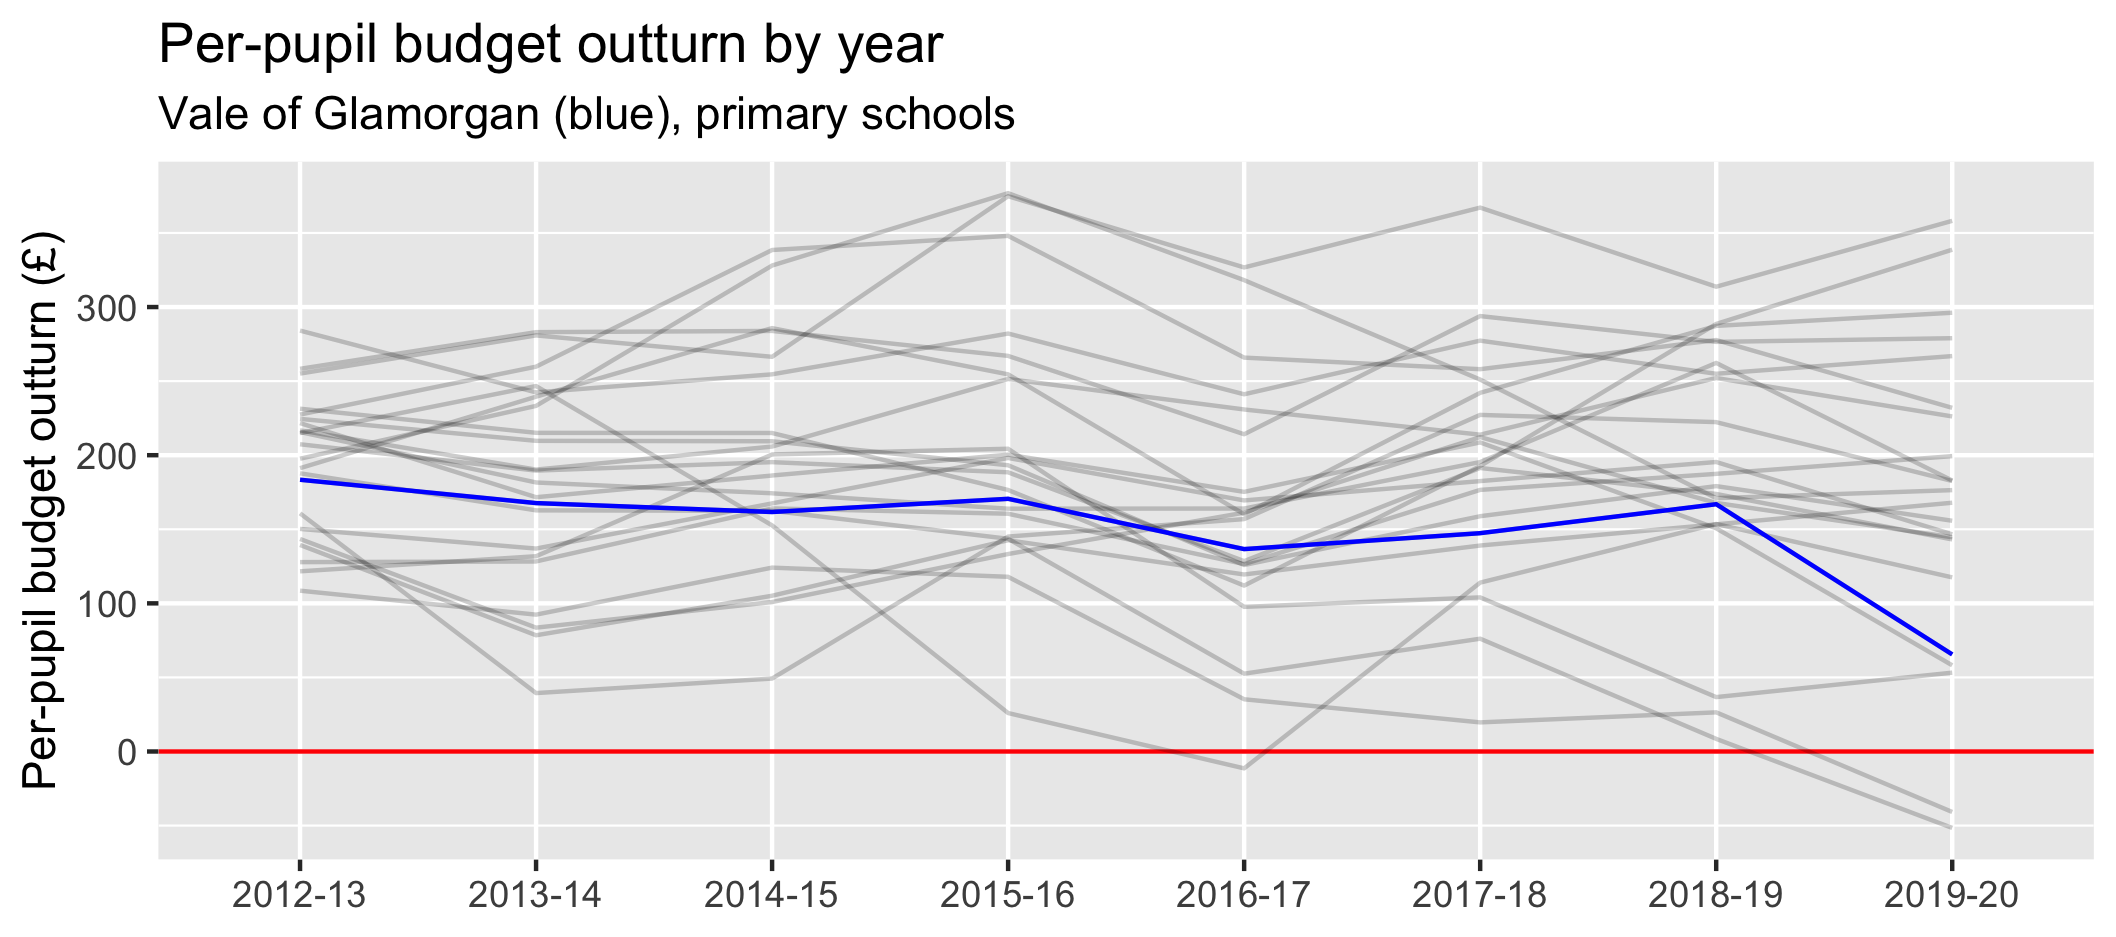 Per-pupil budget outturn by year
Vale of Glamorgan (blue), primary schools
Per-pupil budget outturn (£)
300
200
100
0
2012-13 2013-14 2014-15 2015-16 2016-17 2017-18 2018-19 2019-20